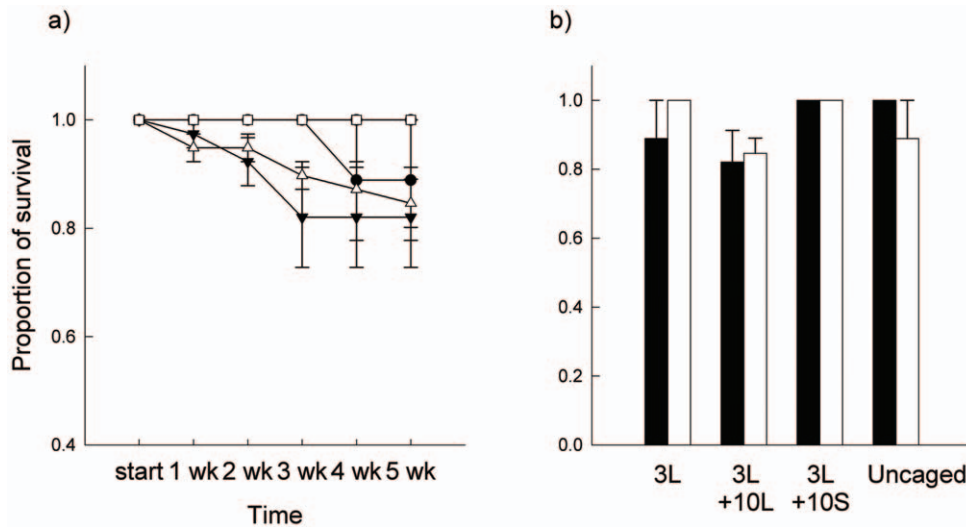 a)
Proportion of survival
1.0
0.8
0.6
0.4
start 1 wk 2 wk 3 wk 4 wk 5 wk
Time
b)
1.0
0.8
0.6
0.4
0.2
0.0
3L 3L 3L Uncaged
+10L +10S